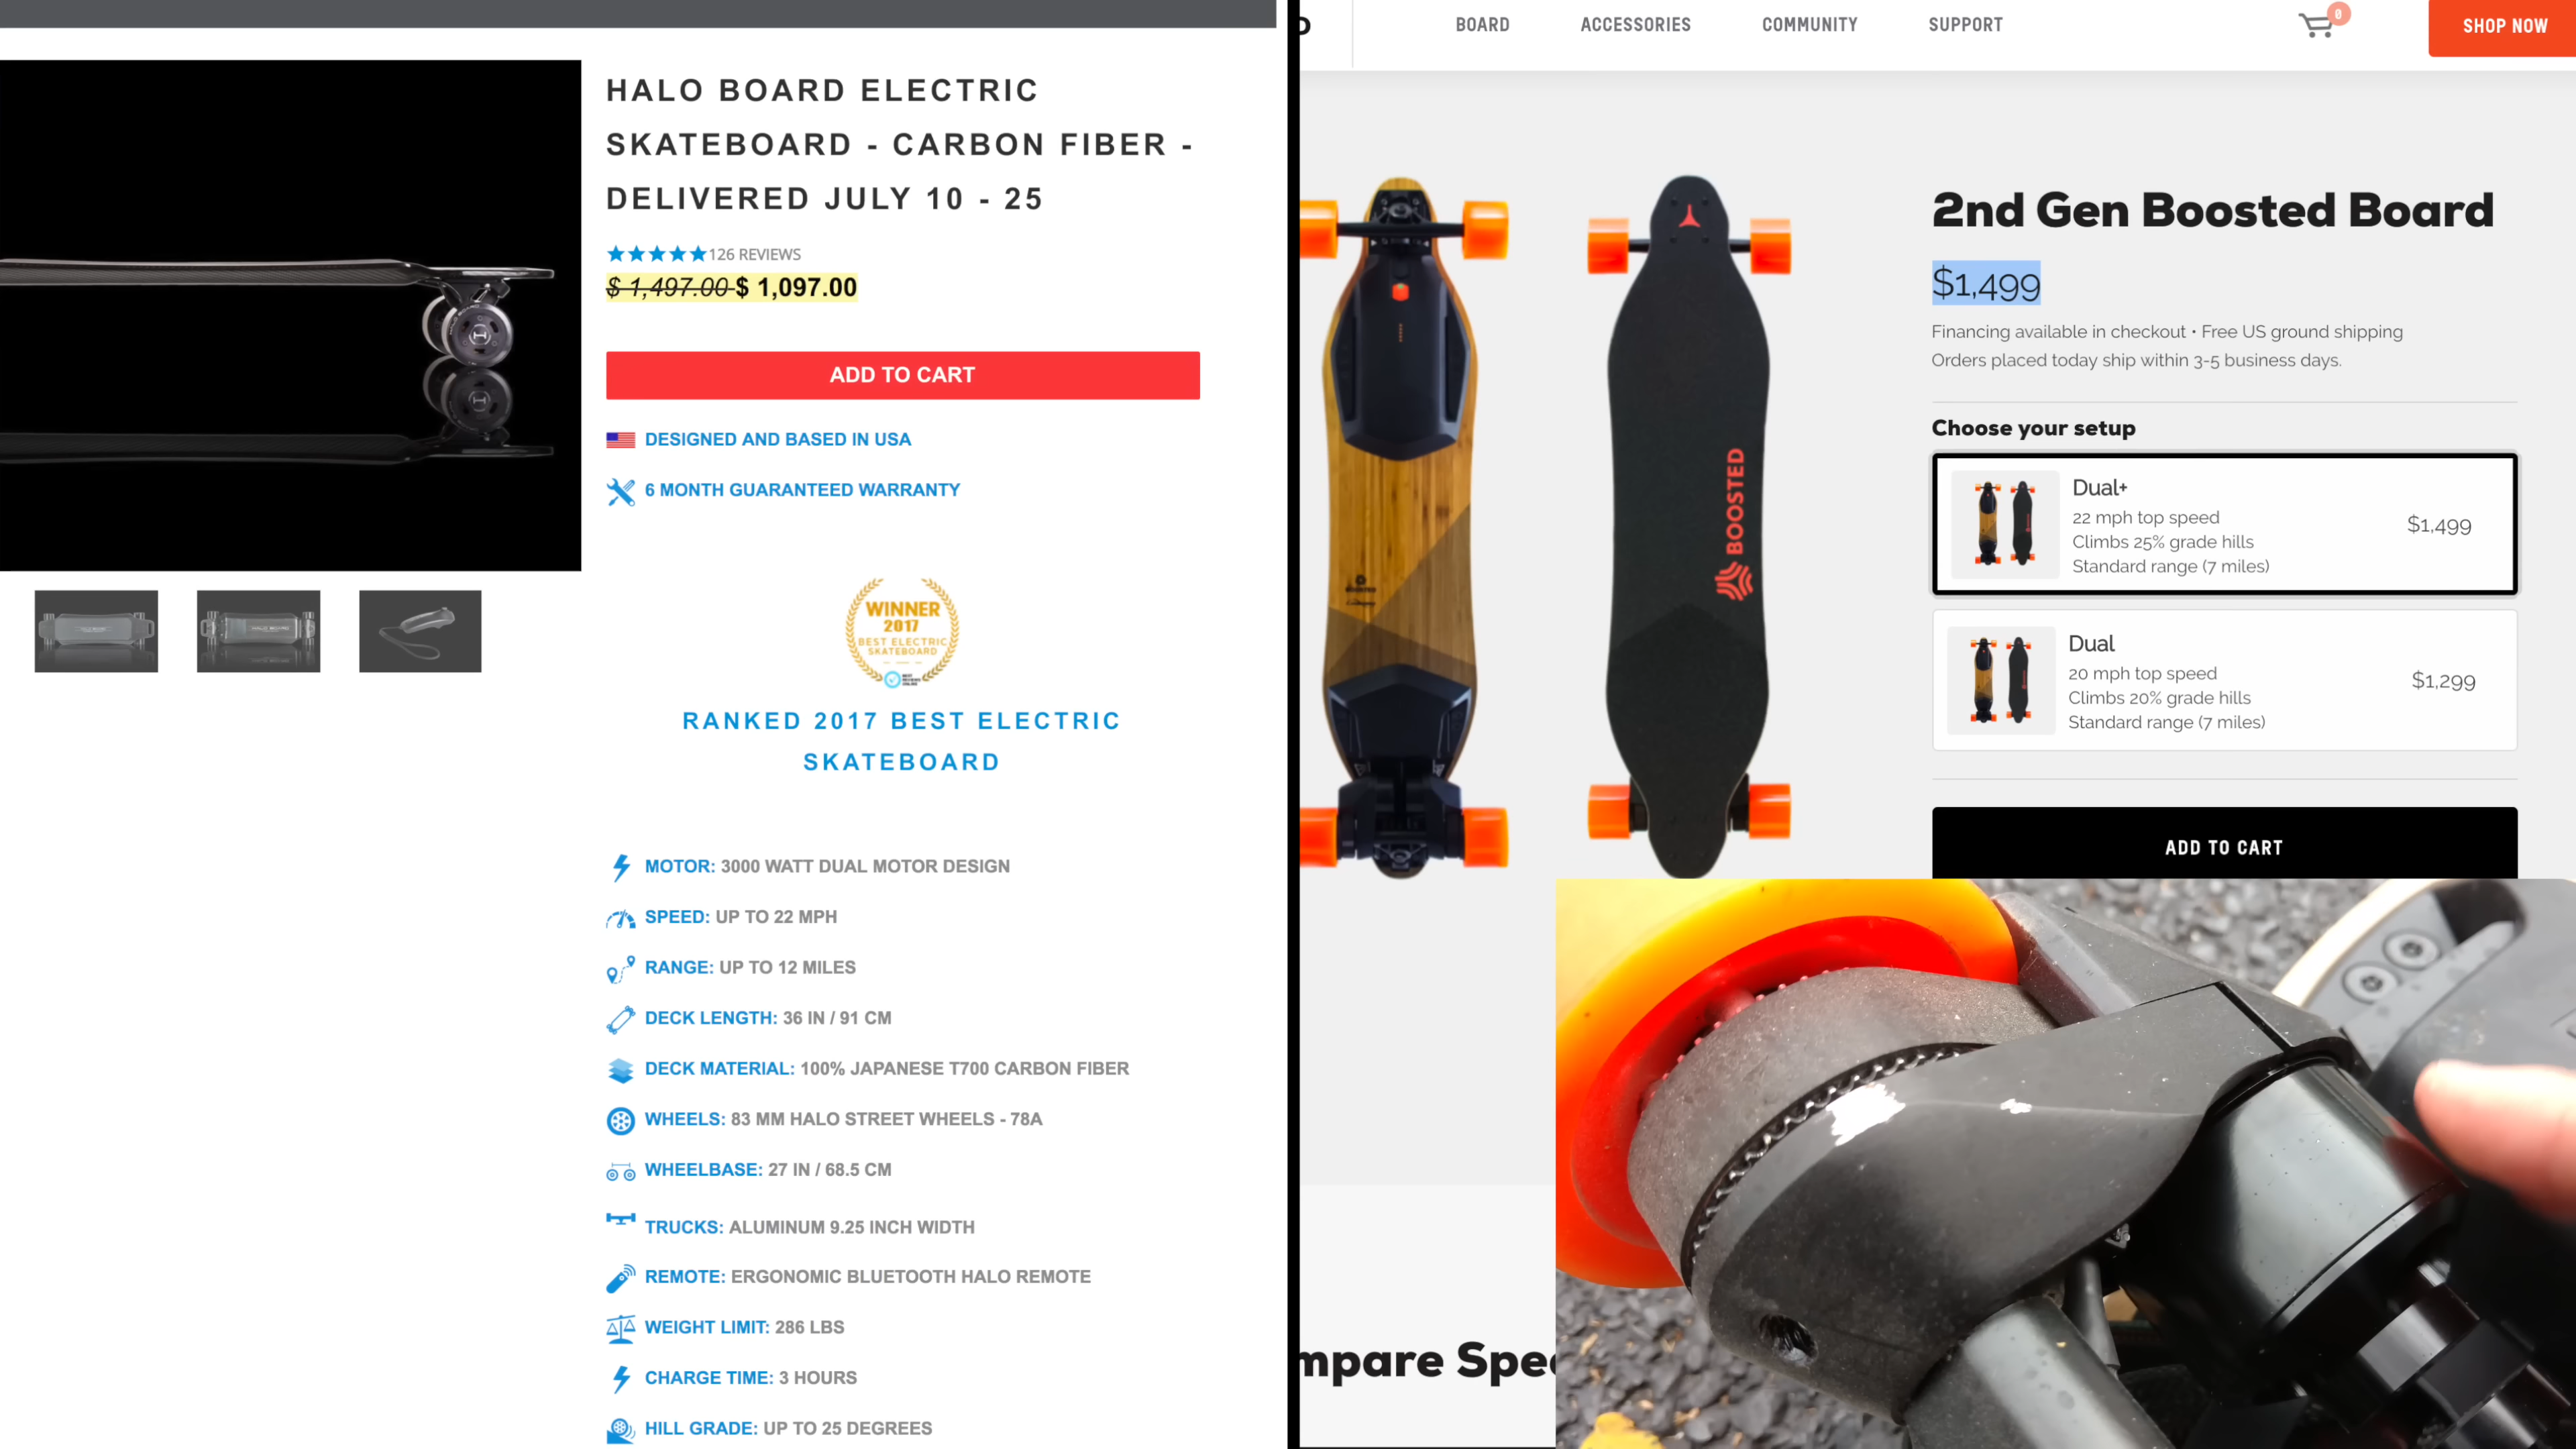 HALO BOARD ELECTRIC
SKATEBOARD - CARBON FIBER -
DELIVERED JULY 10 - 25
126 REVIEWS
$ 1,497.00 $ 1,097.00
ADD TO CART
DESIGNED AND BASED IN USA
6 MONTH GUARANTEED WARRANTY
WINNER
2017
BEST ELECTRIC
SKATEBOARD
RANKED 2017 BEST ELECTRIC
SKATEBOARD
MOTOR: 3000 WATT DUAL MOTOR DESIGN
SPEED: UP TO 22 MPH
RANGE: UP TO 12 MILES
DECK LENGTH: 36 IN / 91 CM
DECK MATERIAL: 100% JAPANESE T700 CARBON FIBER
WHEELS: 83 MM HALO STREET WHEELS - 78A
WHEELBASE: 27 IN / 68.5 CM
TRUCKS: ALUMINUM 9.25 INCH WIDTH
REMOTE: ERGONOMIC BLUETOOTH HALO REMOTE
WEIGHT LIMIT: 286 LBS
CHARGE TIME: 3 HOURS
HILL GRADE: UP TO 25 DEGREES
BOARD
ACCESSORIES
COMMUNITY
SUPPORT
0
SHOP NOW
BOOSTED
2nd Gen Boosted Board
$1,499
Financing available in checkout • Free US ground shipping
Orders placed today ship within 3-5 business days.
Choose your setup
Dual+
22 mph top speed
Climbs 25% grade hills
Standard range (7 miles)
$1,499
Dual
20 mph top speed
Climbs 20% grade hills
Standard range (7 miles)
$1,299
ADD TO CART
mpare Spe